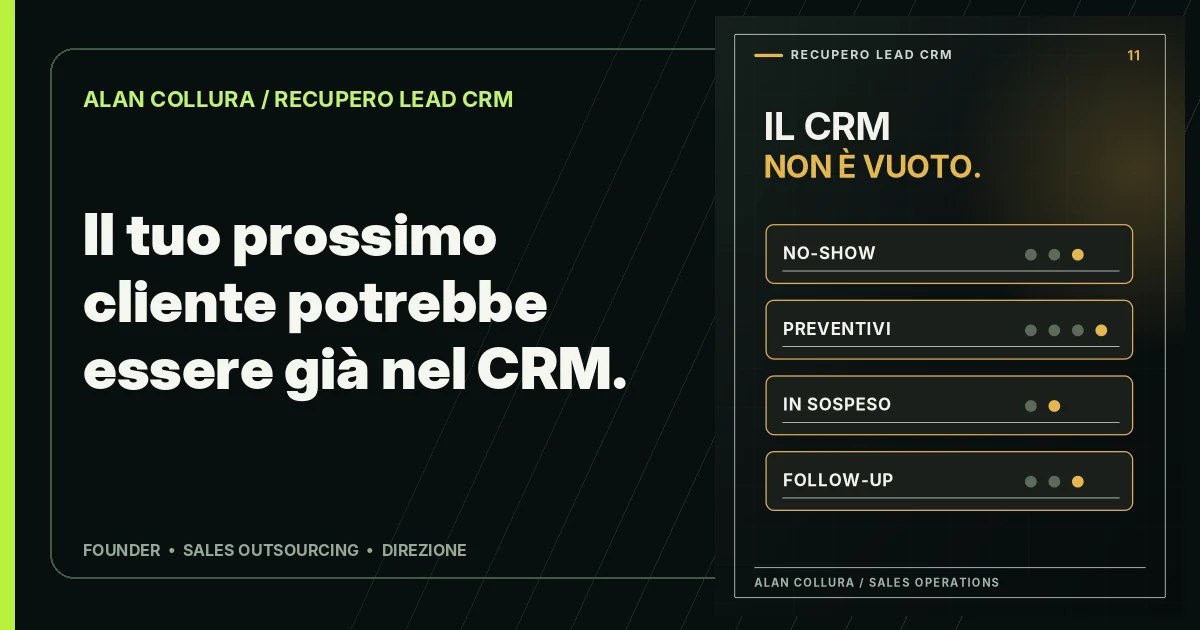 ALAN COLLURA / RECUPERO LEAD CRM
Il tuo prossimo
cliente potrebbe
essere già nel CRM.
FOUNDER • SALES OUTSOURCING • DIREZIONE
RECUPERO LEAD CRM
11
IL CRM
NON È VUOTO.
NO-SHOW
PREVENTIVI
IN SOSPESO
FOLLOW-UP
ALAN COLLURA / SALES OPERATIONS